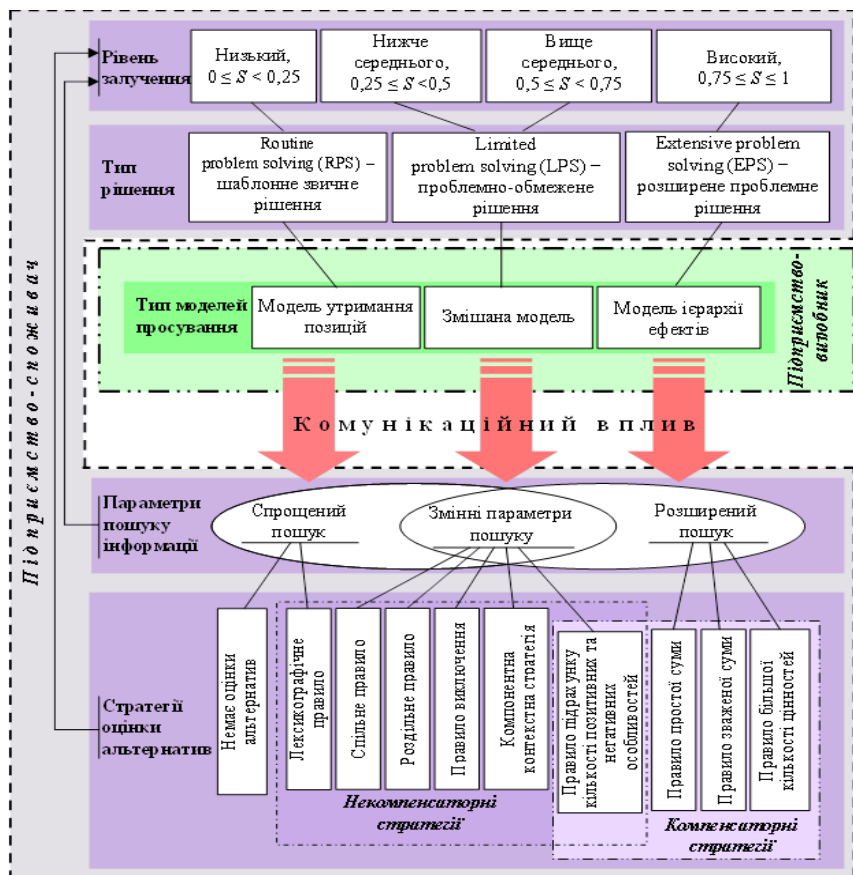 Підприємство-споживач
Рівень
залучення
Низький,
0 ≤ S < 0,25
Нижче
середнього,
0,25 ≤ S <0,5
Вище
середнього,
0,5 ≤ S < 0,75
Високий,
0,75 ≤ S ≤ 1
Тип
рішення
Routine
problem solving (RPS) –
шаблонне звичне
рішення
Limited
problem solving (LPS) –
проблемно-обмежене
рішення
Extensive problem
solving (EPS) –
розширене проблемне
рішення
Підприємство-
виробник
Тип моделей
просування
Модель утримання
позицій
Змішана модель
Модель ієрархії
ефектів
Комунікаційний вплив
Параметри
пошуку
інформації
Спрощений
пошук
Змінні параметри
пошуку
Розширений
пошук
Стратегії
оцінки
альтернатив
Немає оцінки
альтернатив
Лексикографічне
правило
Спільне правило
Роздільне правило
Правило виключення
Компонентна
контекстна стратегія
Правило підрахунку
кількості позитивних та
негативних
особливостей
Правило простої суми
Правило зваженої суми
Правило більшої
кількості цінностей
Некомпенсаторні
стратегії
Компенсаторні
стратегії